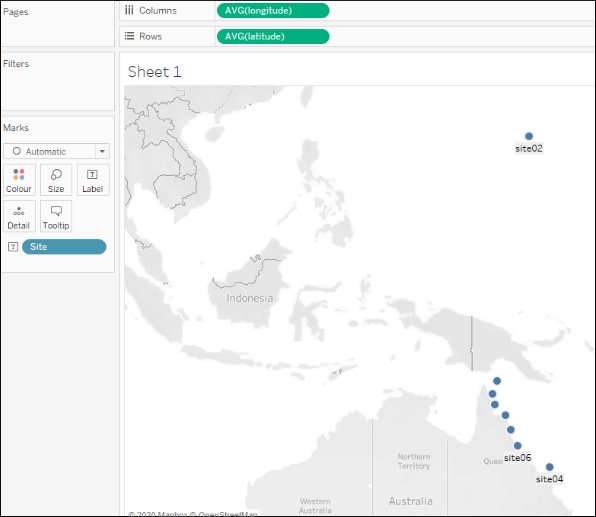 Pages
Columns
AVG(longitude)
Rows
AVG(latitude)
Filters
Sheet 1
Marks
Automatic
Colour
Size
Label
Detail
Tooltip
Site
site02
Indonesia
site06
site04
Northern
Territory
Western
Australia
Australia
Quee
© 2020 Mapbox © OpenStreetMap